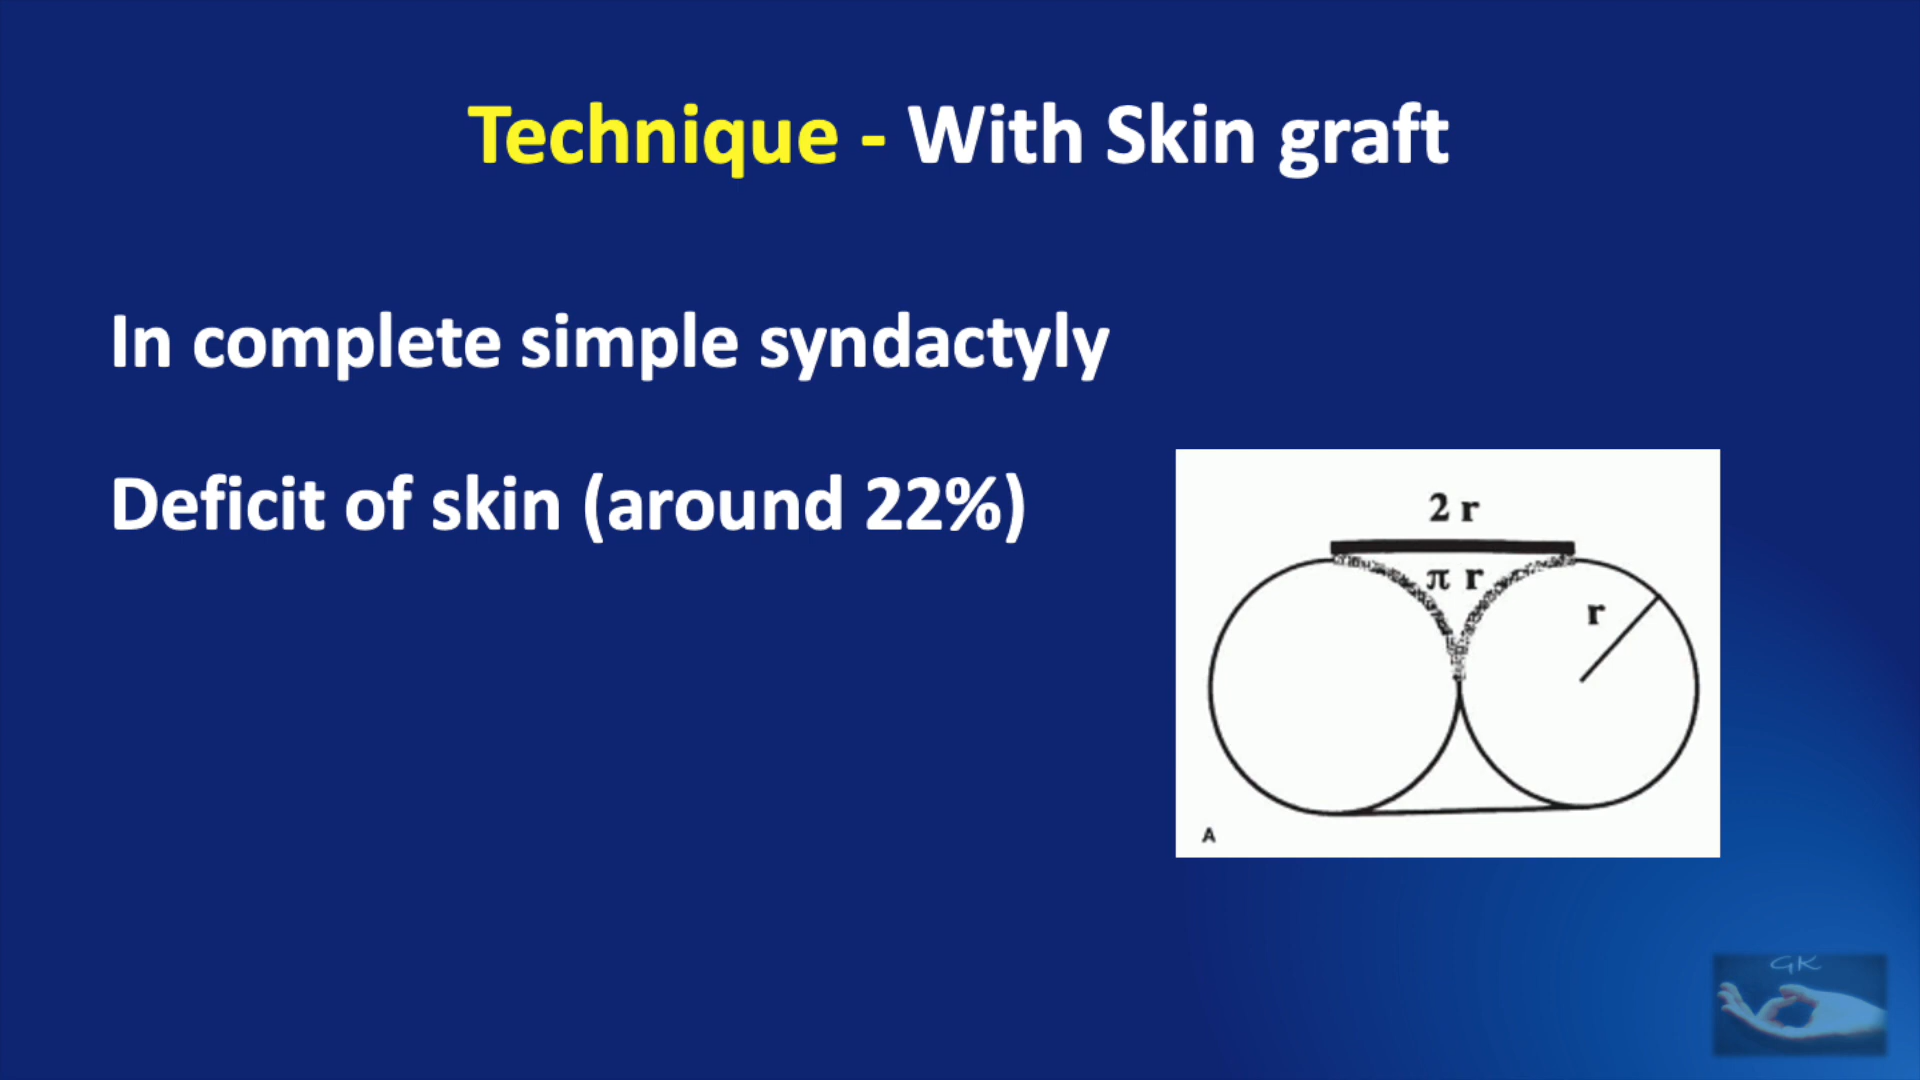 Technique - With Skin graft
In complete simple syndactyly
Deficit of skin (around 22%)
2 r
π r
r
A
GK